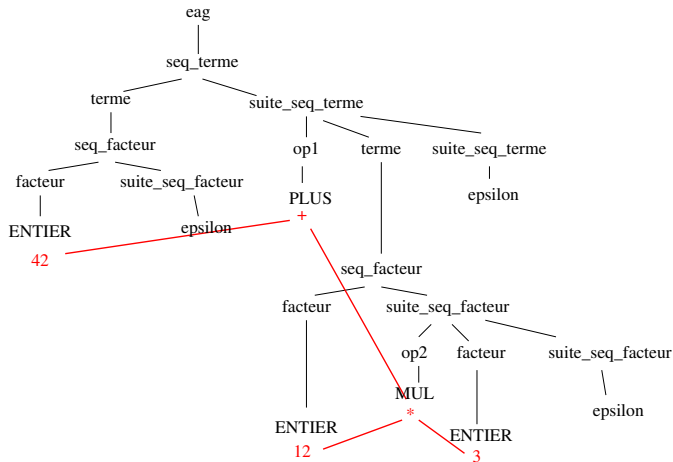 eag
seq_terme
terme suite_seq_terme
seq_facteur op1 terme suite_seq_terme
facteur suite_seq_facteur PLUS epsilon
ENTIER epsilon +
42
seq_facteur
facteur suite_seq_facteur
op2 facteur suite_seq_facteur
MUL
* epsilon
ENTIER ENTIER
12 3